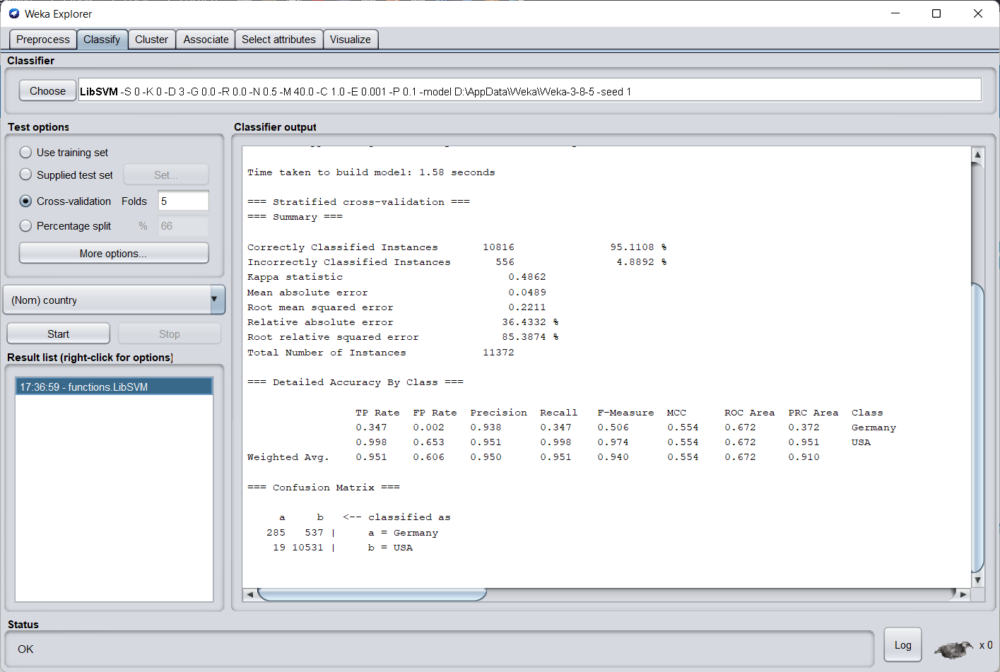 Weka Explorer
Preprocess Classify Cluster Associate Select attributes Visualize
Classifier
Choose LibSVM -S 0 -K 0 -D 3 -G 0.0 -R 0.0 -N 0.5 -M 40.0 -C 1.0 -E 0.001 -P 0.1 -model D:\AppData\Weka\Weka-3-8-5 -seed 1
Test options
Use training set
Supplied test set Set...
Cross-validation Folds 5
Percentage split % 66
More options...
(Nom) country
Start Stop
Result list (right-click for options)
17:36:59 - functions.LibSVM
Classifier output
Time taken to build model: 1.58 seconds
=== Stratified cross-validation ===
=== Summary ===
Correctly Classified Instances 10816 95.1108 %
Incorrectly Classified Instances 556 4.8892 %
Kappa statistic 0.4862
Mean absolute error 0.0489
Root mean squared error 0.2211
Relative absolute error 36.4332 %
Root relative squared error 85.3874 %
Total Number of Instances 11372
=== Detailed Accuracy By Class ===
TP Rate FP Rate Precision Recall F-Measure MCC ROC Area PRC Area Class
0.347 0.002 0.938 0.347 0.506 0.554 0.672 0.372 Germany
0.998 0.653 0.951 0.998 0.974 0.554 0.672 0.951 USA
Weighted Avg. 0.951 0.606 0.950 0.951 0.940 0.554 0.672 0.910
=== Confusion Matrix ===
a b <-- classified as
285 537 | a = Germany
19 10531 | b = USA
Status
OK
Log
x 0